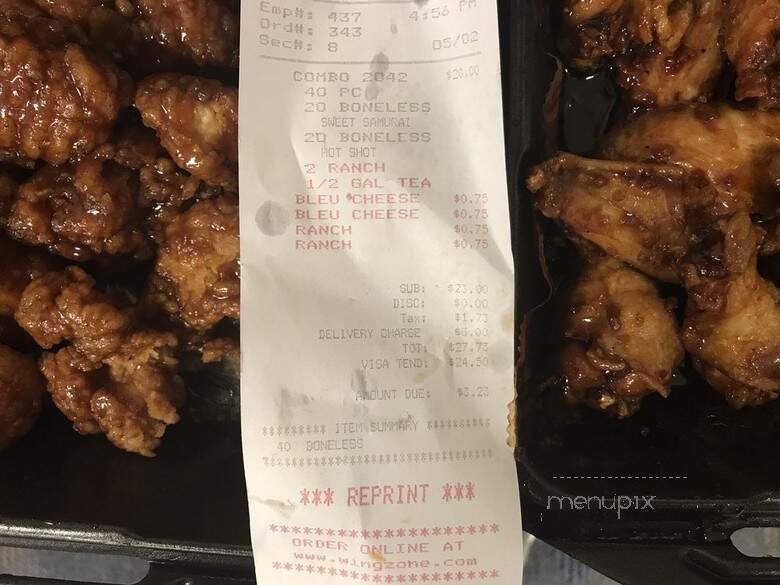 Emp#: 437 4:56 PM
Ord#: 343
Sec#: 8 05/02
COMBO 2042 $20.00
40 PC
20 BONELESS
SWEET SAMURAI
20 BONELESS
HOT SHOT
2 RANCH
1/2 GAL TEA
BLEU CHEESE $0.75
BLEU CHEESE $0.75
RANCH $0.75
RANCH $0.75
SUB: $23.00
DISC: $0.00
Tax: $1.73
DELIVERY CHARGE $3.00
TOT: $27.73
VISA TEND: $24.50
AMOUNT DUE: $3.23
********* ITEM SUMMARY *********
40 BONELESS
*** REPRINT ***
ORDER ONLINE AT
www.wingzone.com
menupix